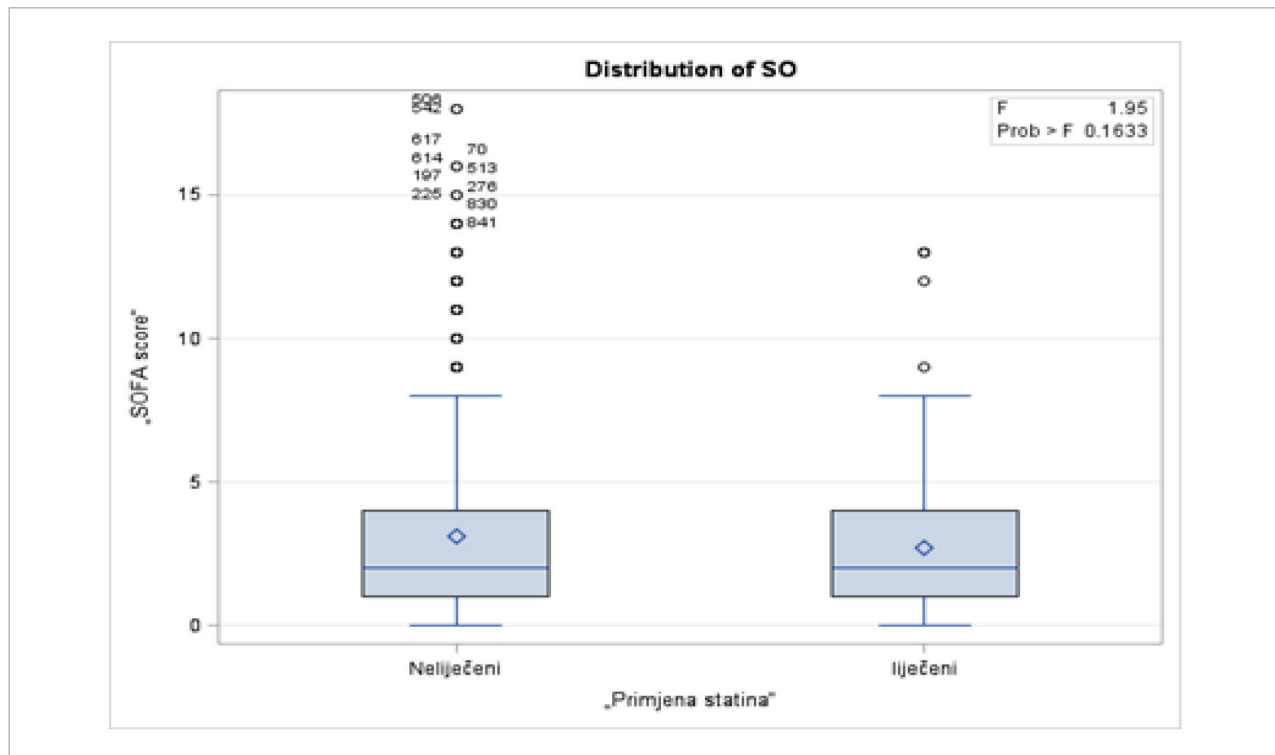 Distribution of SO
F 1.95
Prob > F 0.1633
542
617
70
614
513
197
276
225
830
841
15
10
5
0
„SOFA score“
Neliječeni
liječeni
„Primjena statina“